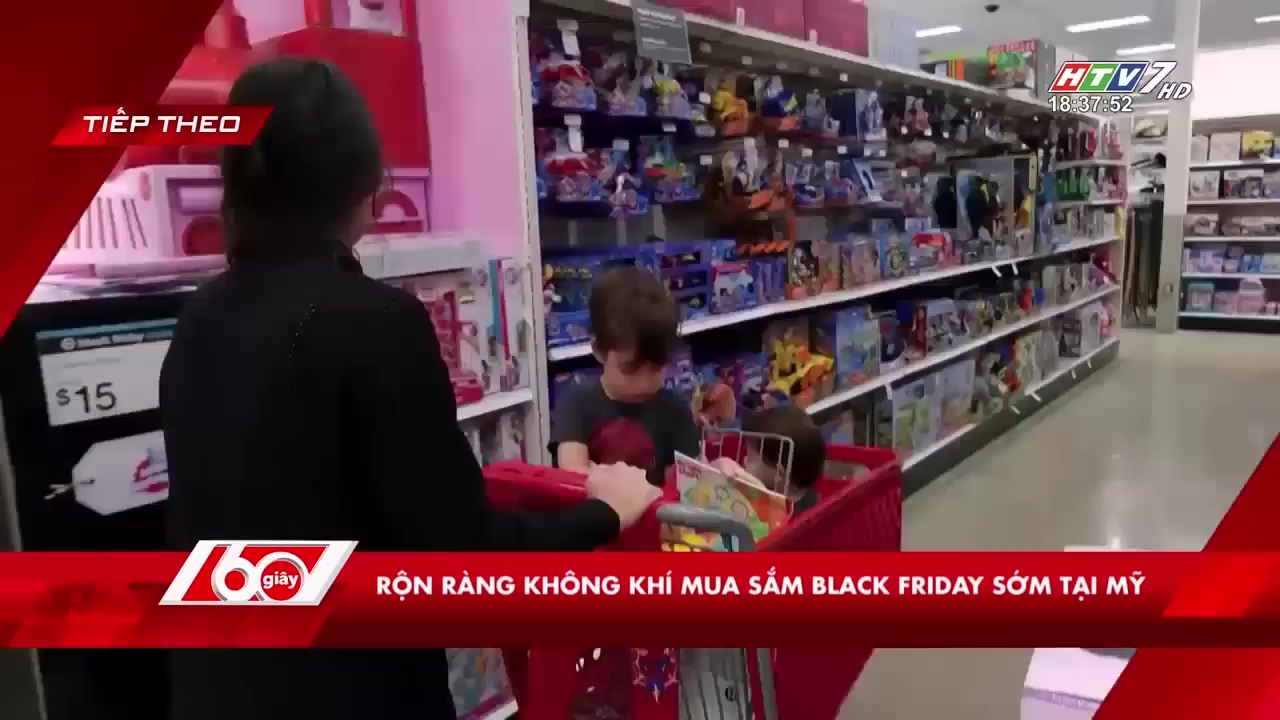 HTV7 HD
18:37:52
TIẾP THEO
$15
60 giây
RỘN RÀNG KHÔNG KHÍ MUA SẮM BLACK FRIDAY SỚM TẠI MỸ